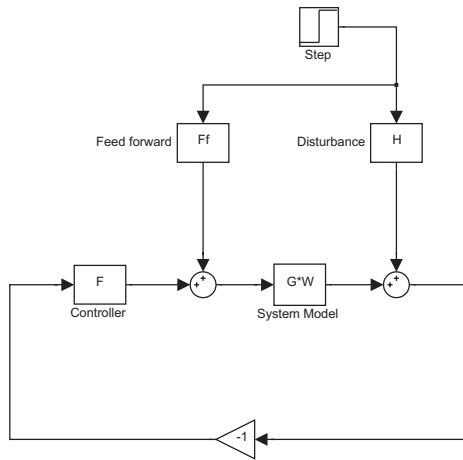 Step
Feed forward
Ff
Disturbance
H
F
+
+
G*W
+
+
Controller
System Model
-1